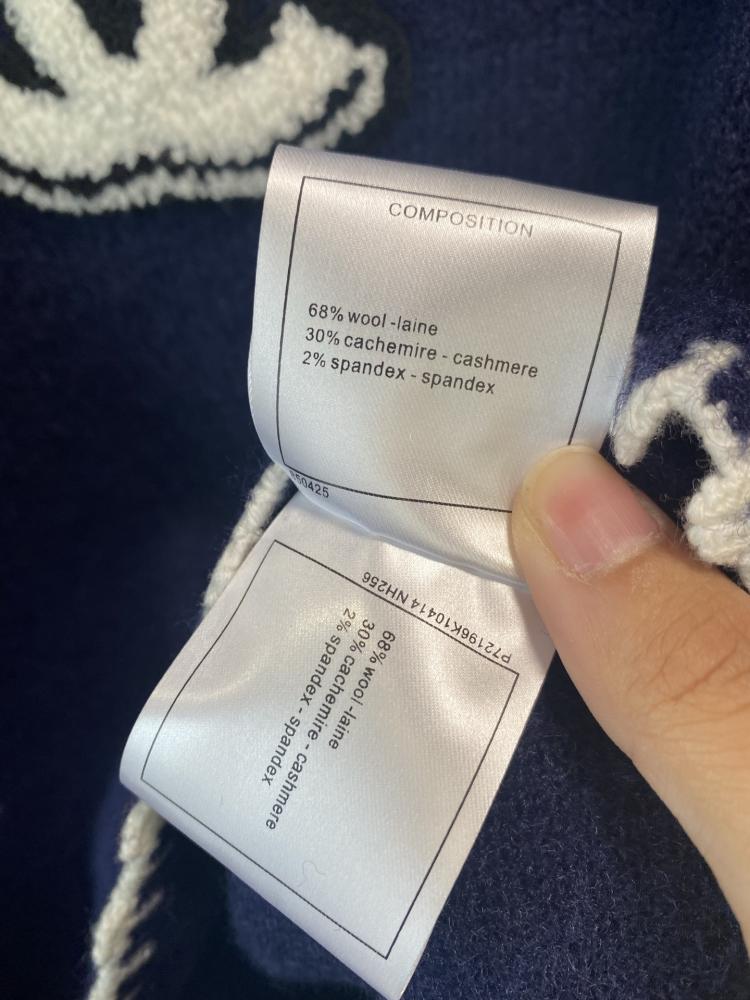 COMPOSITION
68% wool -laine
30% cachemire - cashmere
2% spandex - spandex
P72196K10414 NH256
68% wool -laine
30% cachemire - cashmere
2% spandex - spandex